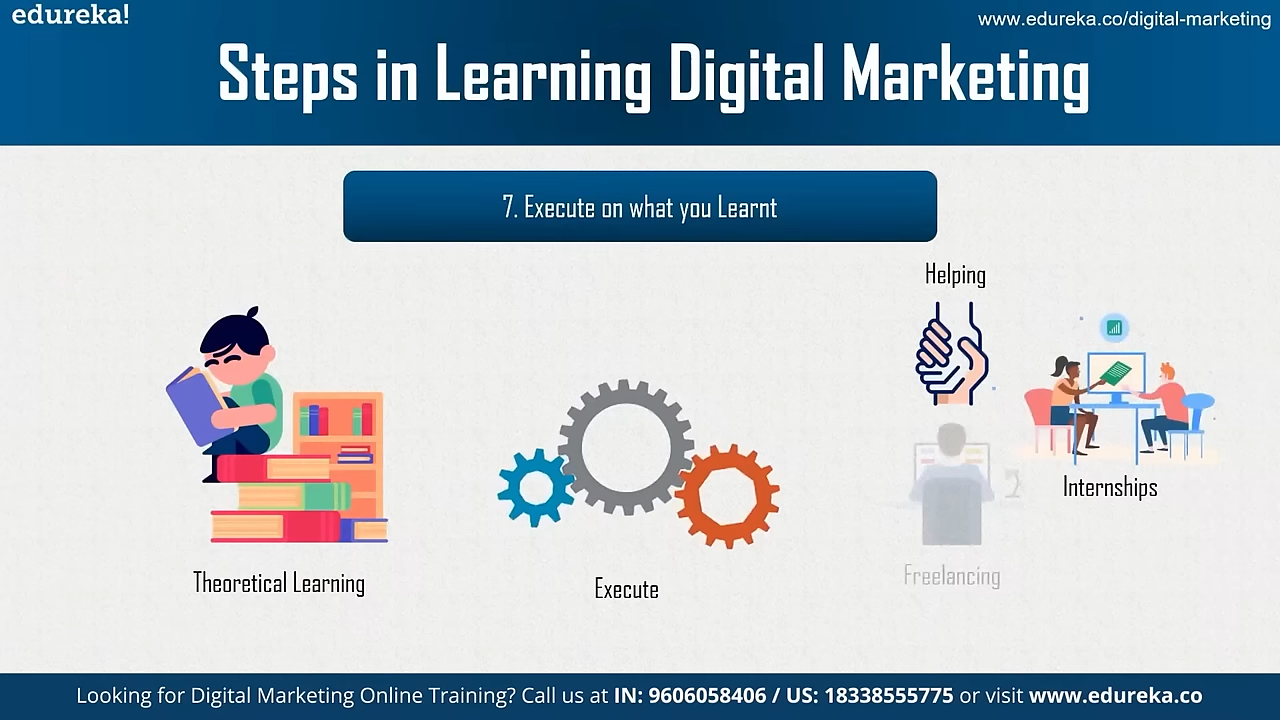 edureka!
www.edureka.co/digital-marketing
Steps in Learning Digital Marketing
7. Execute on what you Learnt
Helping
Internships
Freelancing
Theoretical Learning
Execute
Looking for Digital Marketing Online Training? Call us at IN: 9606058406 / US: 18338555775 or visit www.edureka.co